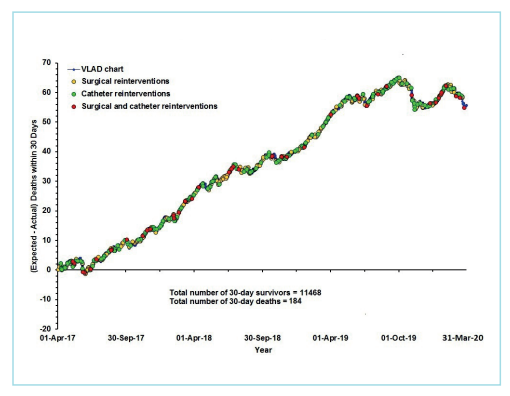 70
60
50
40
30
20
10
0
-10
-20
(Expected - Actual) Deaths within 30 Days
VLAD chart
Surgical reinterventions
Catheter reinterventions
Surgical and catheter reinterventions
Total number of 30-day survivors = 11468
Total number of 30-day deaths = 184
01-Apr-17 30-Sep-17 01-Apr-18 30-Sep-18 01-Apr-19 01-Oct-19 31-Mar-20
Year